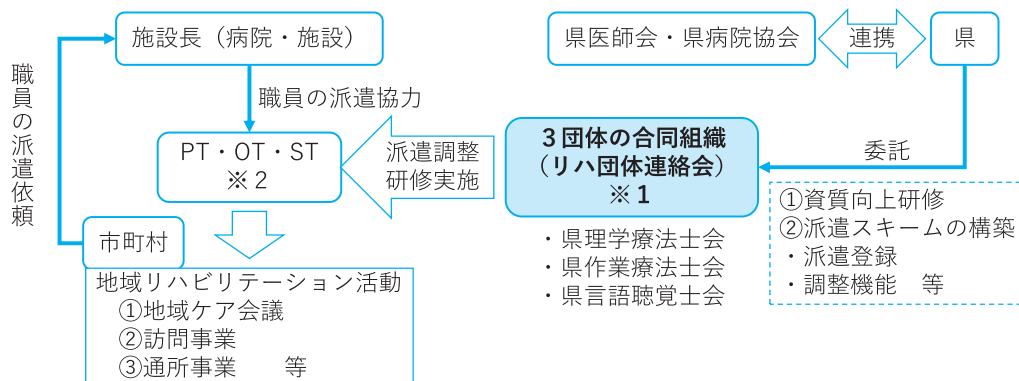 施設長（病院・施設）
県医師会・県病院協会
連携
県
職員の派遣依頼
職員の派遣協力
PT・OT・ST
※２
派遣調整
研修実施
３団体の合同組織
（リハ団体連絡会）
※１
委託
①資質向上研修
②派遣スキームの構築
・派遣登録
・調整機能　等
・県理学療法士会
・県作業療法士会
・県言語聴覚士会
市町村
地域リハビリテーション活動
①地域ケア会議
②訪問事業
③通所事業　　等